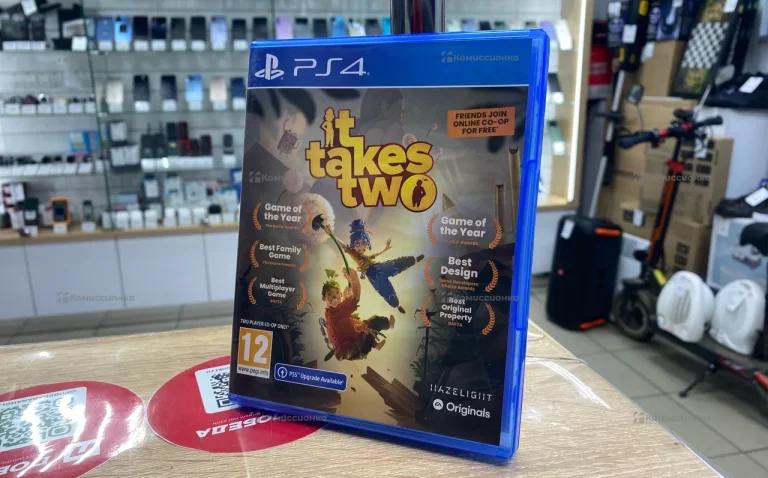 PS4
Комиссионка
FRIENDS JOIN
ONLINE CO-OP
FOR FREE*
it
takes
two
Game of
the Year
Best Family
Game
Best
Multiplayer
Game
BAFTA
Game of
the Year
Best
Design
Best
Original
Property
BAFTA
TWO PLAYER CO-OP ONLY
12
www.pegi.info
PS5 Upgrade Available
HAZELIGHT
EA Originals
ПОБЕДА
Комиссионка
Комиссионка
Комиссионка